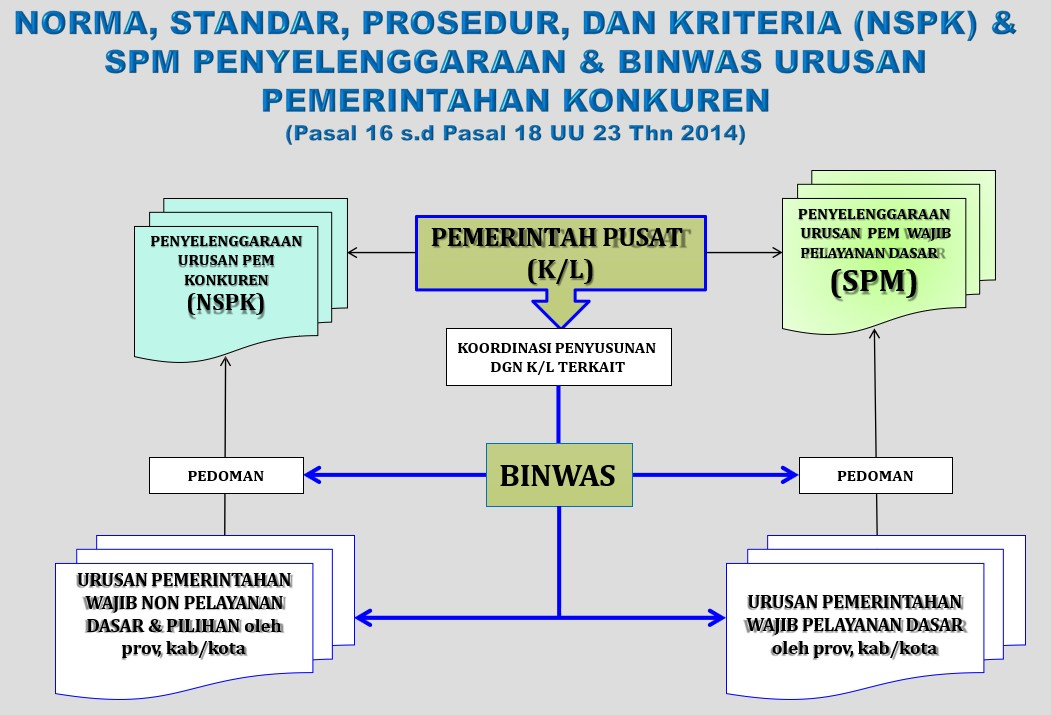 NORMA, STANDAR, PROSEDUR, DAN KRITERIA (NSPK) &
SPM PENYELENGGARAAN & BINWAS URUSAN
PEMERINTAHAN KONKUREN
(Pasal 16 s.d Pasal 18 UU 23 Thn 2014)
PENYELENGGARAAN
URUSAN PEM
KONKUREN
(NSPK)
PEMERINTAH PUSAT
(K/L)
PENYELENGGARAAN
URUSAN PEM WAJIB
PELAYANAN DASAR
(SPM)
KOORDINASI PENYUSUNAN
DGN K/L TERKAIT
PEDOMAN
BINWAS
PEDOMAN
URUSAN PEMERINTAHAN
WAJIB NON PELAYANAN
DASAR & PILIHAN oleh
prov, kab/kota
URUSAN PEMERINTAHAN
WAJIB PELAYANAN DASAR
oleh prov, kab/kota